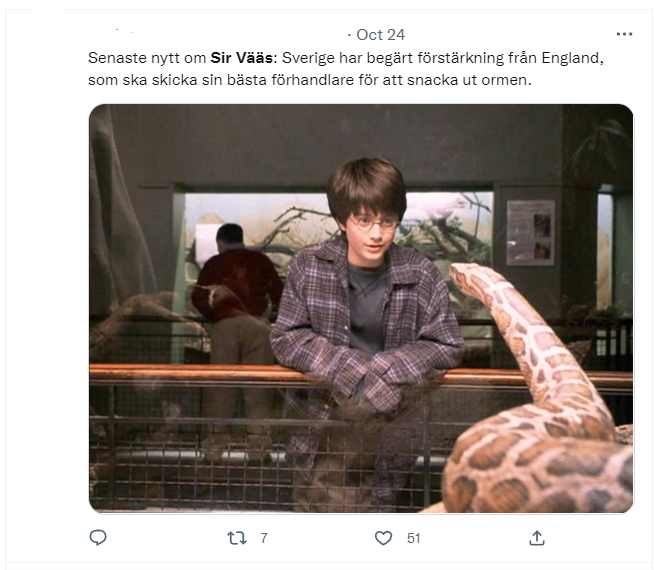 · Oct 24
Senaste nytt om Sir Vääs: Sverige har begärt förstärkning från England,
som ska skicka sin bästa förhandlare för att snacka ut ormen.
7
51